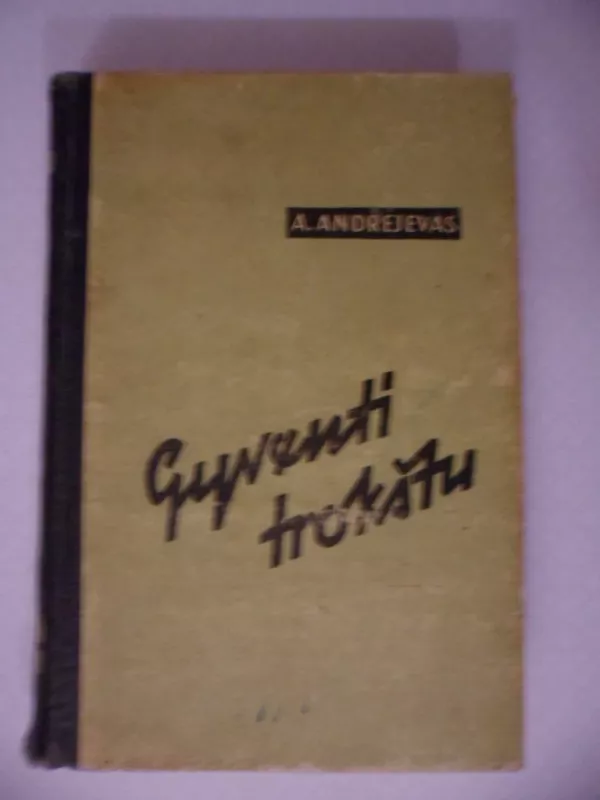 A. ANDREJEVAS
Gyventi
trokštu